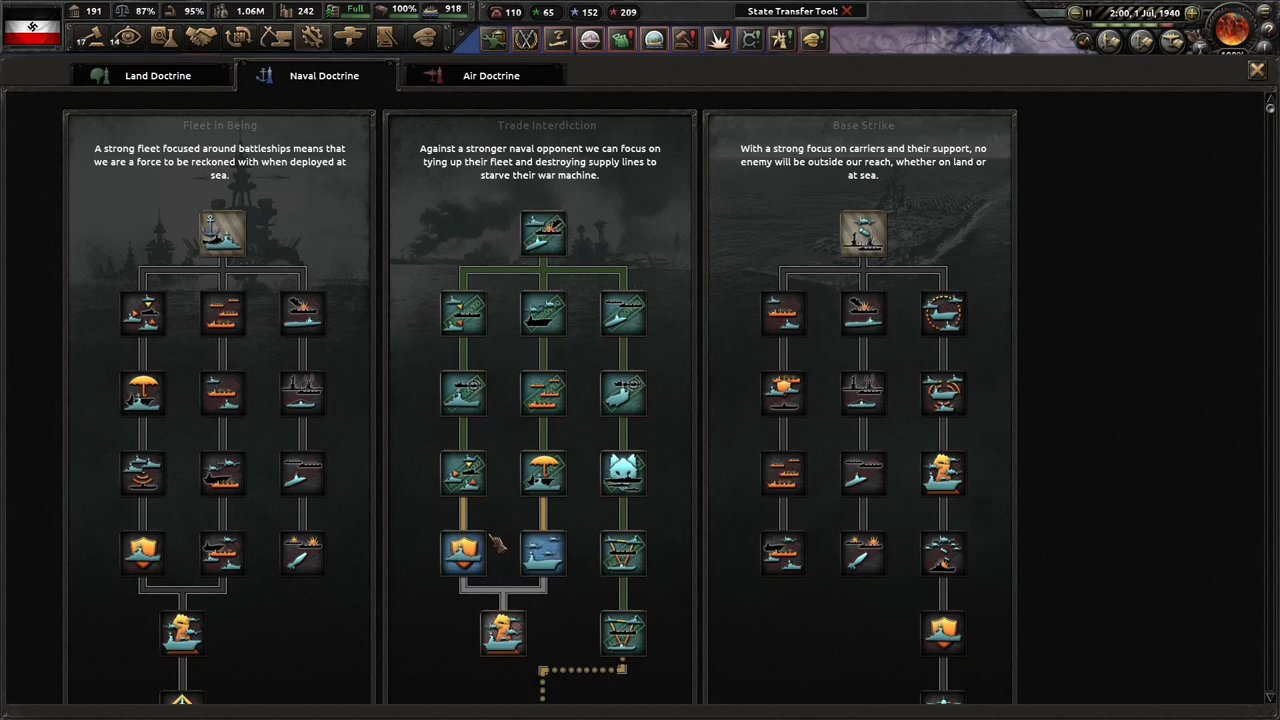 191 87% 95% 1.06M 242 Full 100% 918 110 65 152 209 State Transfer Tool: 2:00, 1 Jul, 1940
17 14 100%
Land Doctrine Naval Doctrine Air Doctrine
Fleet in Being
A strong fleet focused around battleships means that
we are a force to be reckoned with when deployed at
sea.
Trade Interdiction
Against a stronger naval opponent we can focus on
tying up their fleet and destroying supply lines to
starve their war machine.
Base Strike
With a strong focus on carriers and their support, no
enemy will be outside our reach, whether on land or
at sea.